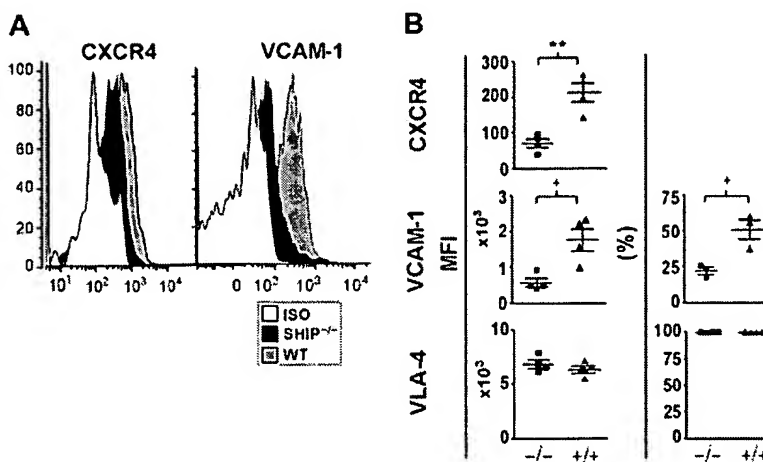 A
CXCR4
VCAM-1
100
80
60
40
20
0
10¹ 10² 10³ 10⁴
0 10² 10³ 10⁴
ISO
SHIP⁻/⁻
WT
B
CXCR4
300
200
100
0
**
VCAM-1
MFI
x10³
3
2
1
0
+
(%)
75
50
25
0
+
VLA-4
x10³
10
5
0
-/- +/+
100
75
50
25
0
-/- +/+